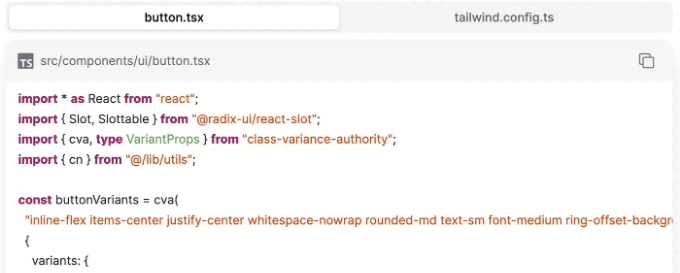 button.tsx
tailwind.config.ts
TS src/components/ui/button.tsx
import * as React from "react";
import { Slot, Slottable } from "@radix-ui/react-slot";
import { cva, type VariantProps } from "class-variance-authority";
import { cn } from "@/lib/utils";
const buttonVariants = cva(
"inline-flex items-center justify-center whitespace-nowrap rounded-md text-sm font-medium ring-offset-backgr
{
variants: {